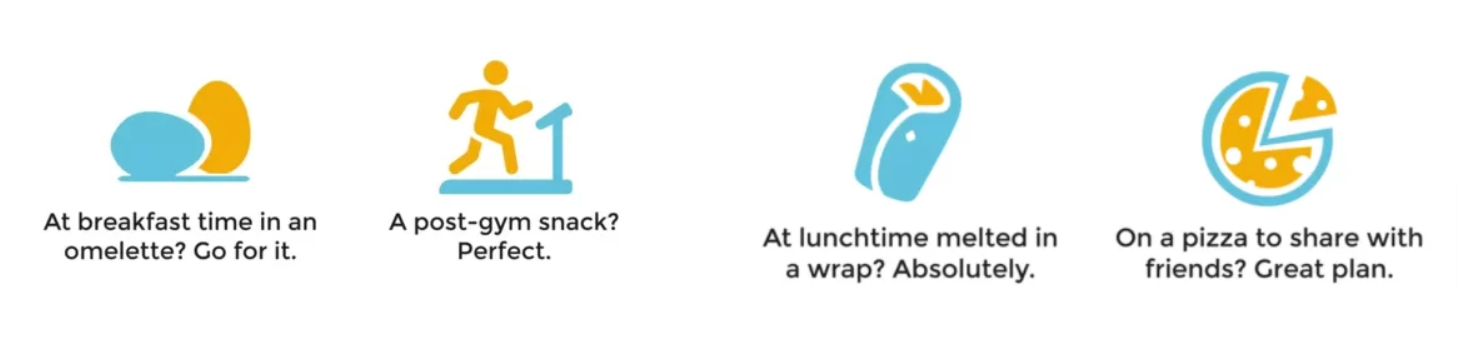 At breakfast time in an
omelette? Go for it.
A post-gym snack?
Perfect.
At lunchtime melted in
a wrap? Absolutely.
On a pizza to share with
friends? Great plan.